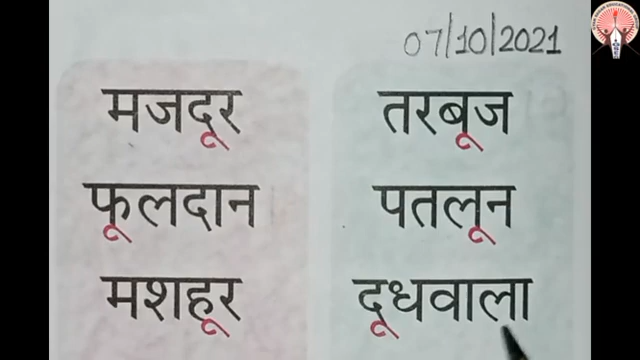 07/10/2021
मजदूर तरबूज
फूलदान पतलून
मशहूर दूधवाला